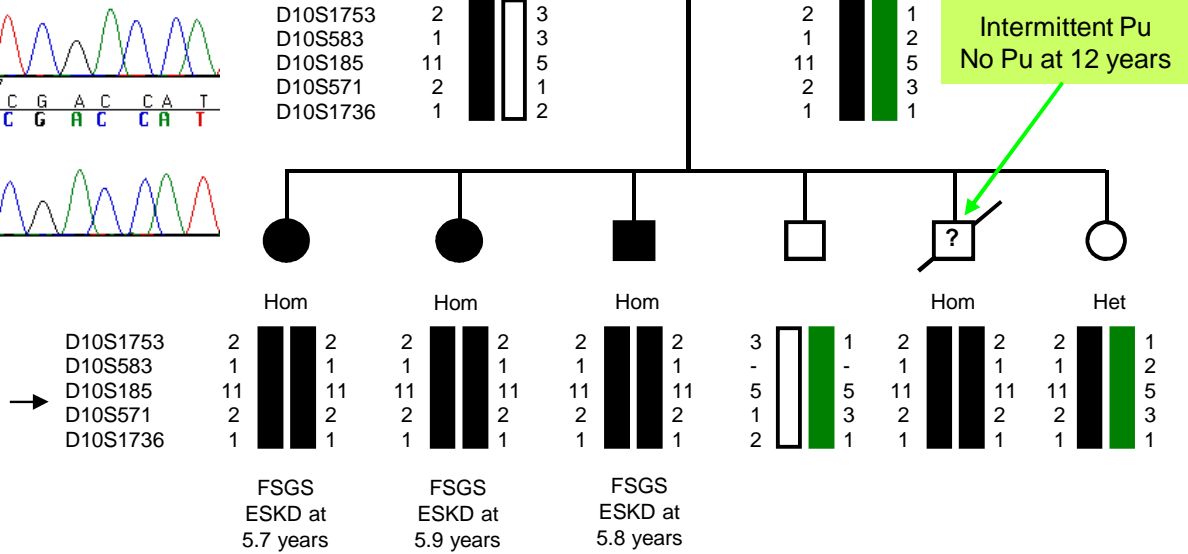 D10S1753 2 3 2 1
D10S583 1 3 1 2
D10S185 11 5 11 5
D10S571 2 1 2 3
D10S1736 1 2 1 1
Intermittent Pu
No Pu at 12 years
C G A C C A T
C G A C C A T
?
Hom Hom Hom Hom Het
D10S1753 2 2 2 2 2 2 3 1 2 2 2 1
D10S583 1 1 1 1 1 1 - - 1 1 1 2
D10S185 11 11 11 11 11 11 5 5 11 11 11 5
D10S571 2 2 2 2 2 2 1 3 2 2 2 3
D10S1736 1 1 1 1 1 1 2 1 1 1 1 1
FSGS FSGS FSGS
ESKD at ESKD at ESKD at
5.7 years 5.9 years 5.8 years